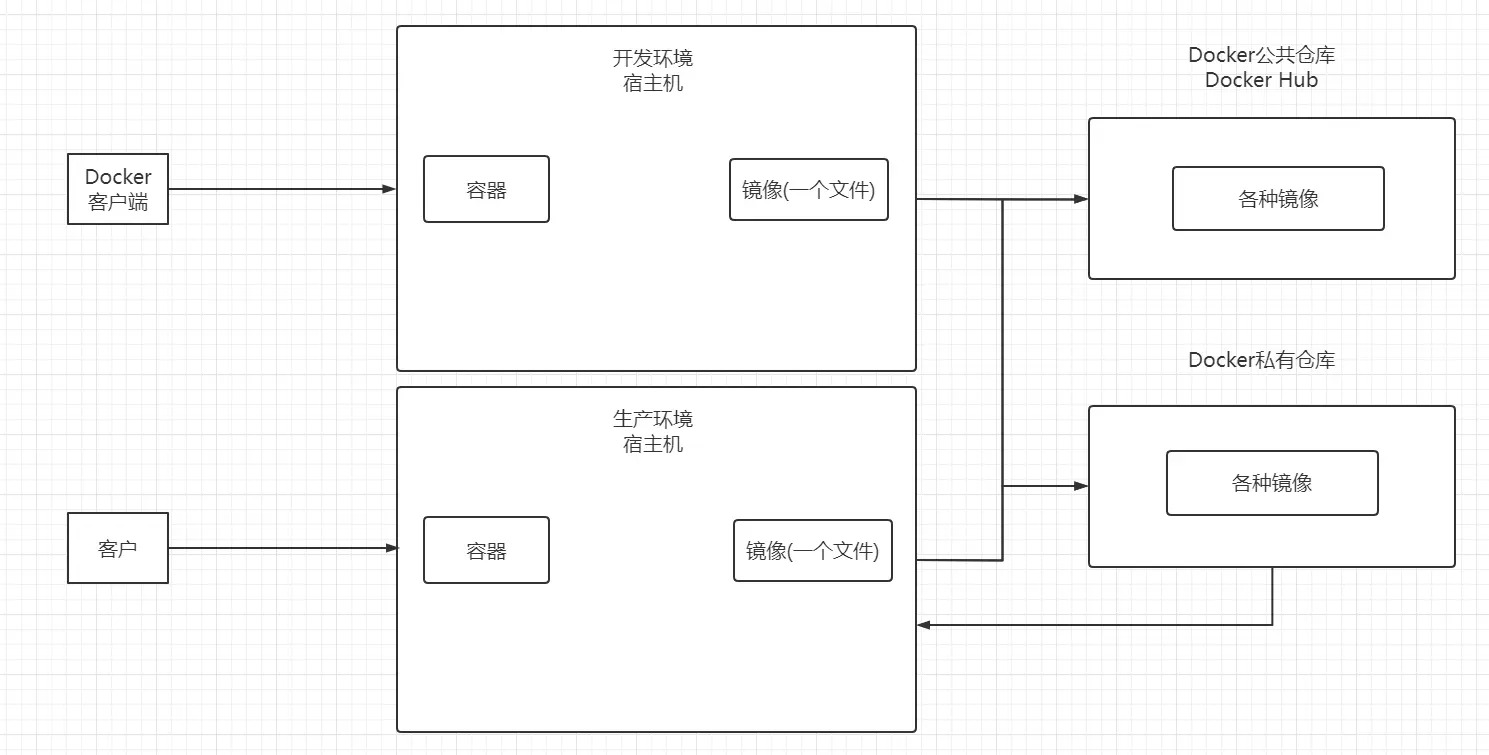 开发环境
宿主机
Docker公共仓库
Docker Hub
Docker
客户端
容器
镜像(一个文件)
各种镜像
Docker私有仓库
生产环境
宿主机
各种镜像
客户
容器
镜像(一个文件)